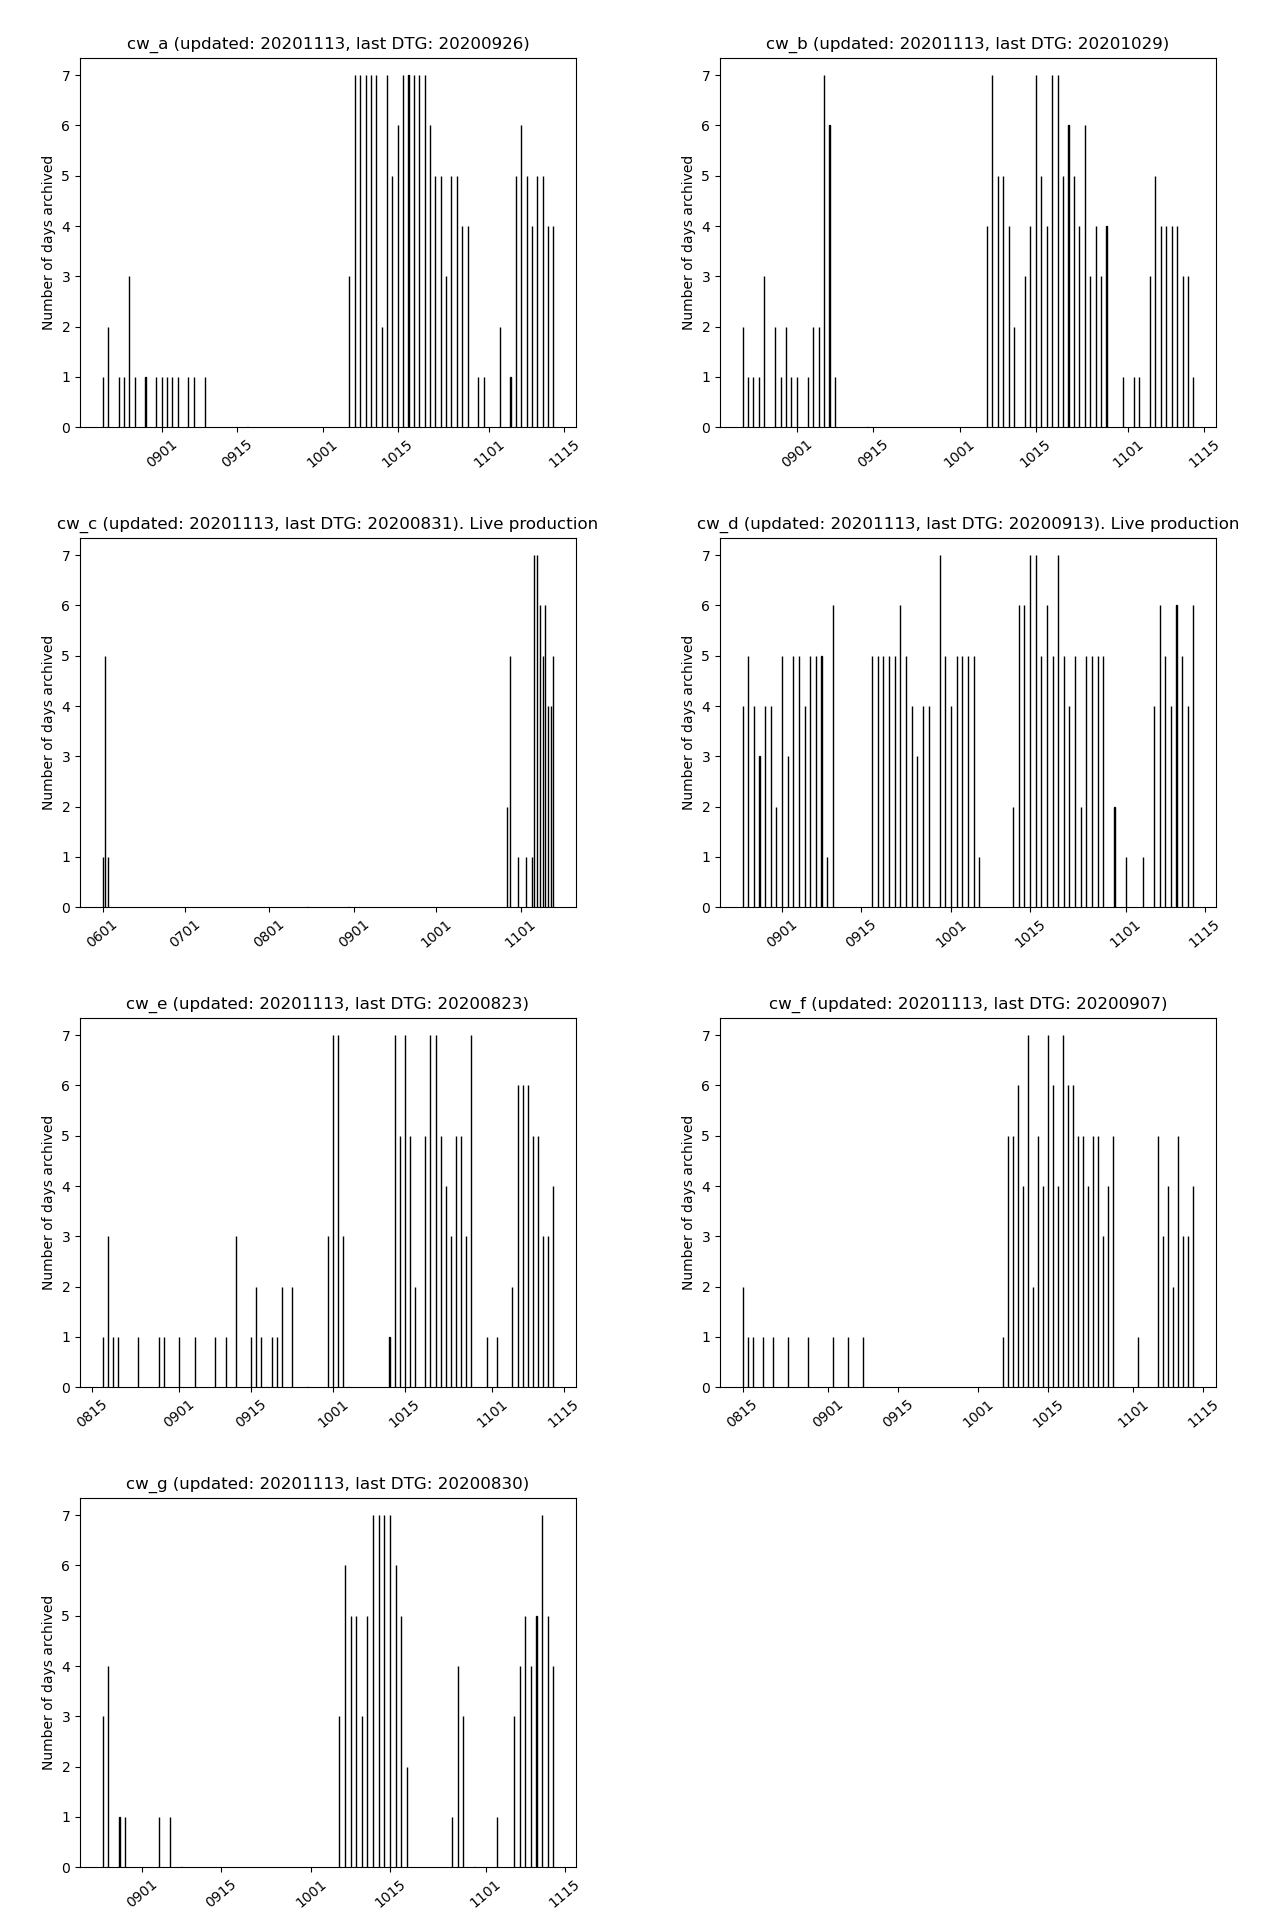 cw_a (updated: 20201113, last DTG: 20200926)
Number of days archived
7
6
5
4
3
2
1
0
0901 0915 1001 1015 1101 1115
cw_b (updated: 20201113, last DTG: 20201029)
Number of days archived
7
6
5
4
3
2
1
0
0901 0915 1001 1015 1101 1115
cw_c (updated: 20201113, last DTG: 20200831). Live production
Number of days archived
7
6
5
4
3
2
1
0
0601 0701 0801 0901 1001 1101
cw_d (updated: 20201113, last DTG: 20200913). Live production
Number of days archived
7
6
5
4
3
2
1
0
0901 0915 1001 1015 1101 1115
cw_e (updated: 20201113, last DTG: 20200823)
Number of days archived
7
6
5
4
3
2
1
0
0815 0901 0915 1001 1015 1101 1115
cw_f (updated: 20201113, last DTG: 20200907)
Number of days archived
7
6
5
4
3
2
1
0
0815 0901 0915 1001 1015 1101 1115
cw_g (updated: 20201113, last DTG: 20200830)
Number of days archived
7
6
5
4
3
2
1
0
0901 0915 1001 1015 1101 1115